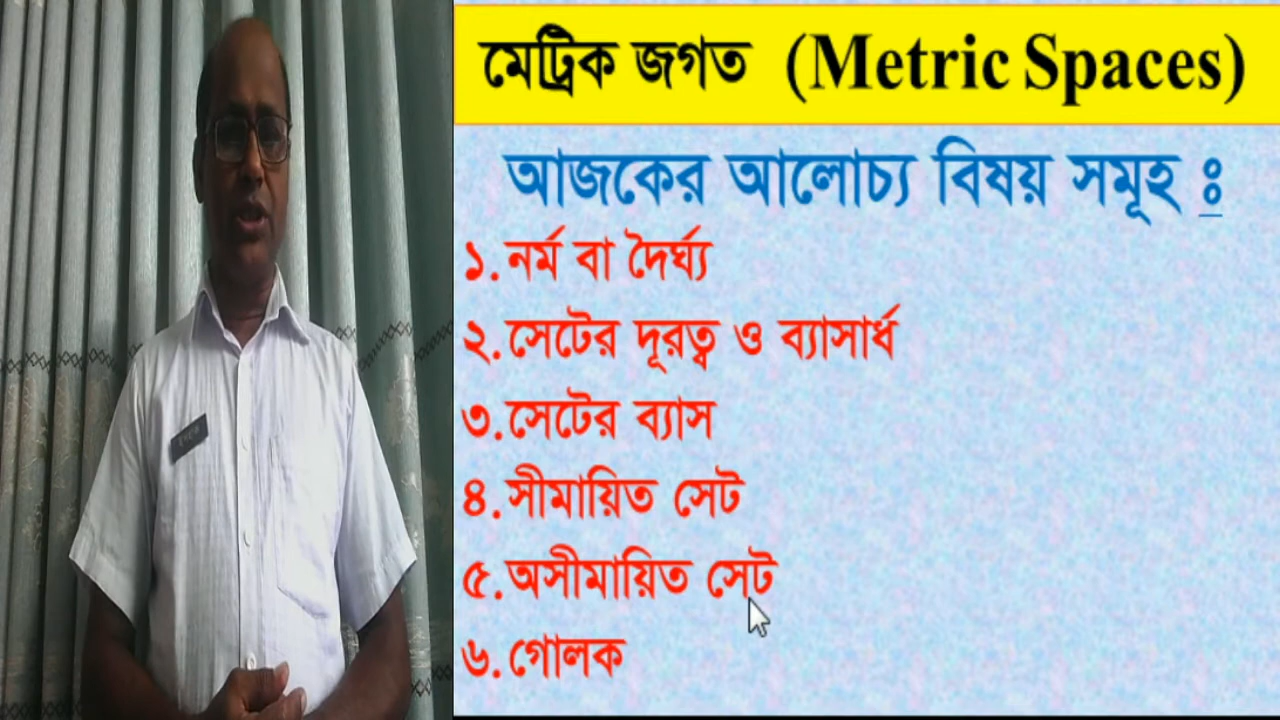 মেট্রিক জগত (Metric Spaces)
আজকের আলোচ্য বিষয় সমূহ ঃ
১.নর্ম বা দৈর্ঘ্য
২.সেটের দূরত্ব ও ব্যাসার্ধ
৩.সেটের ব্যাস
৪.সীমায়িত সেট
৫.অসীমায়িত সেট
৬.গোলক